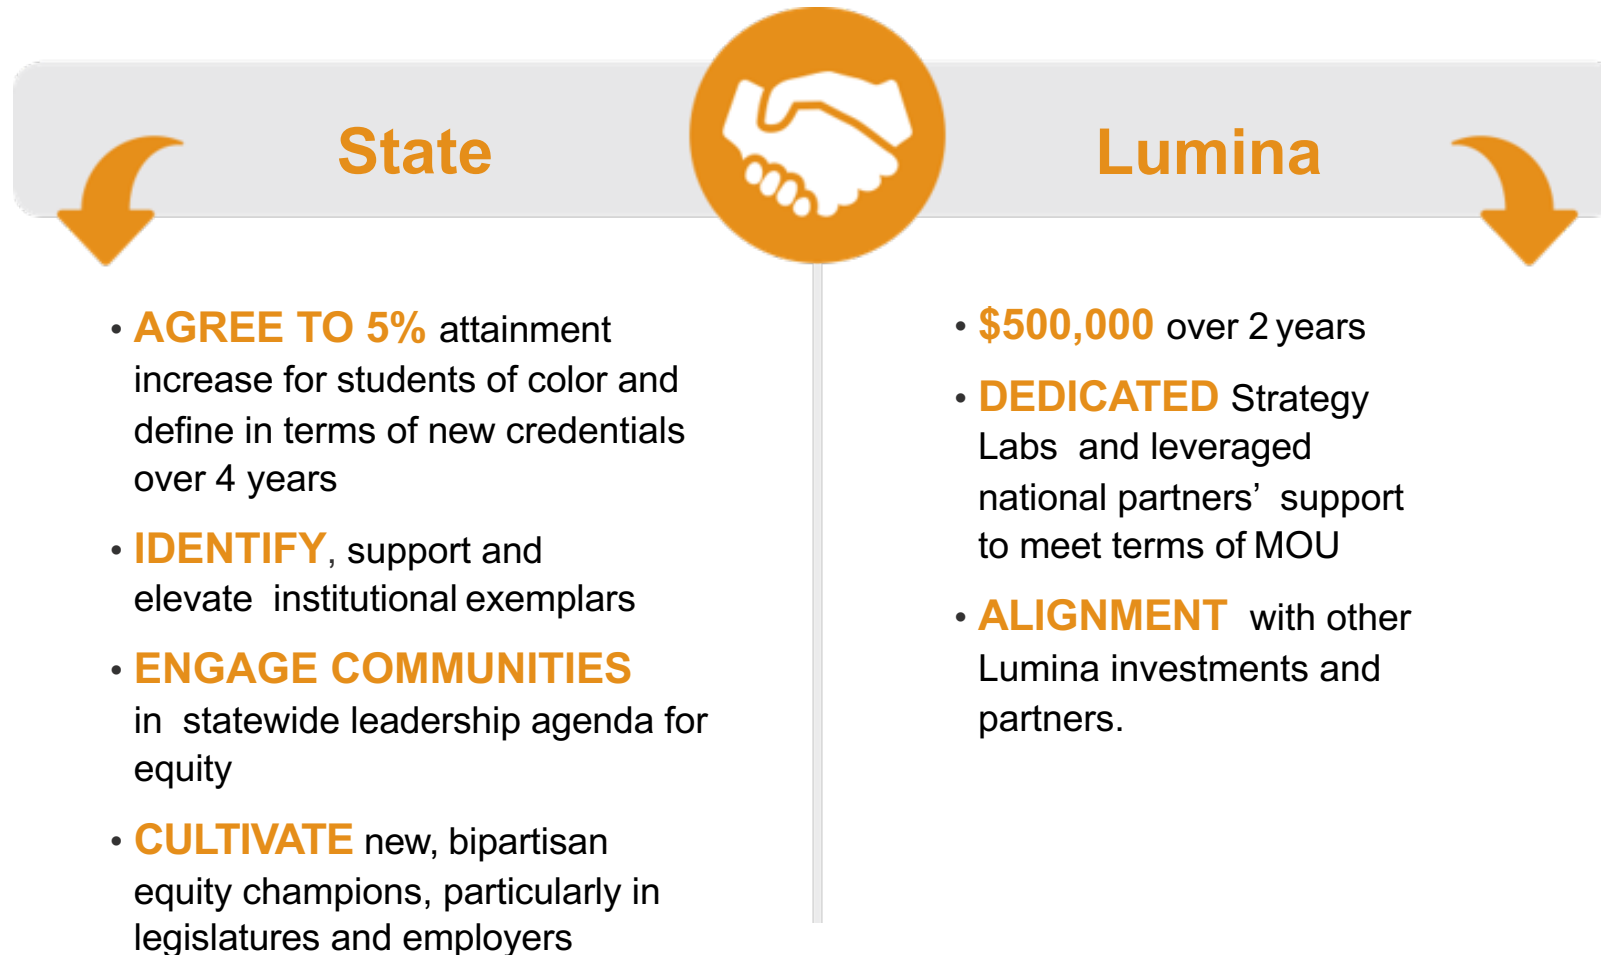 State
• AGREE TO 5% attainment
increase for students of color and
define in terms of new credentials
over 4 years
• IDENTIFY, support and
elevate institutional exemplars
• ENGAGE COMMUNITIES
in statewide leadership agenda for
equity
• CULTIVATE new, bipartisan
equity champions, particularly in
legislatures and employers
Lumina
• $500,000 over 2 years
• DEDICATED Strategy
Labs and leveraged
national partners’ support
to meet terms of MOU
• ALIGNMENT with other
Lumina investments and
partners.